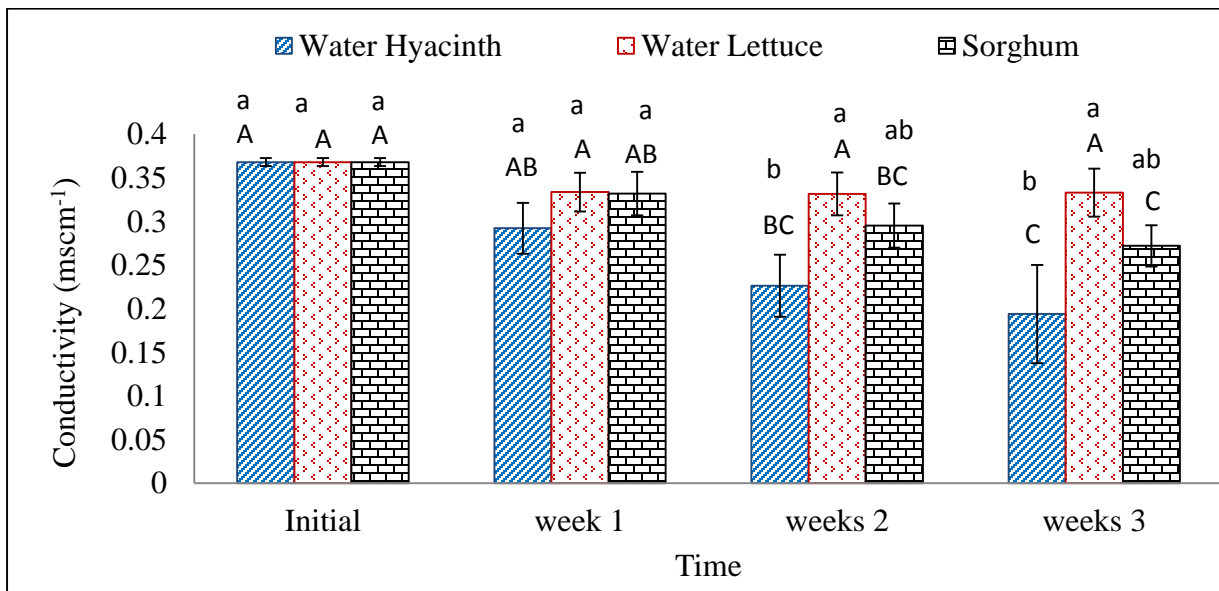 Water Hyacinth Water Lettuce Sorghum
a a a a a a a a
A A A AB A AB b A ab b A ab
BC BC C C
0.4
0.35
0.3
0.25
0.2
0.15
0.1
0.05
0
Conductivity (mscm⁻¹)
Initial week 1 weeks 2 weeks 3
Time